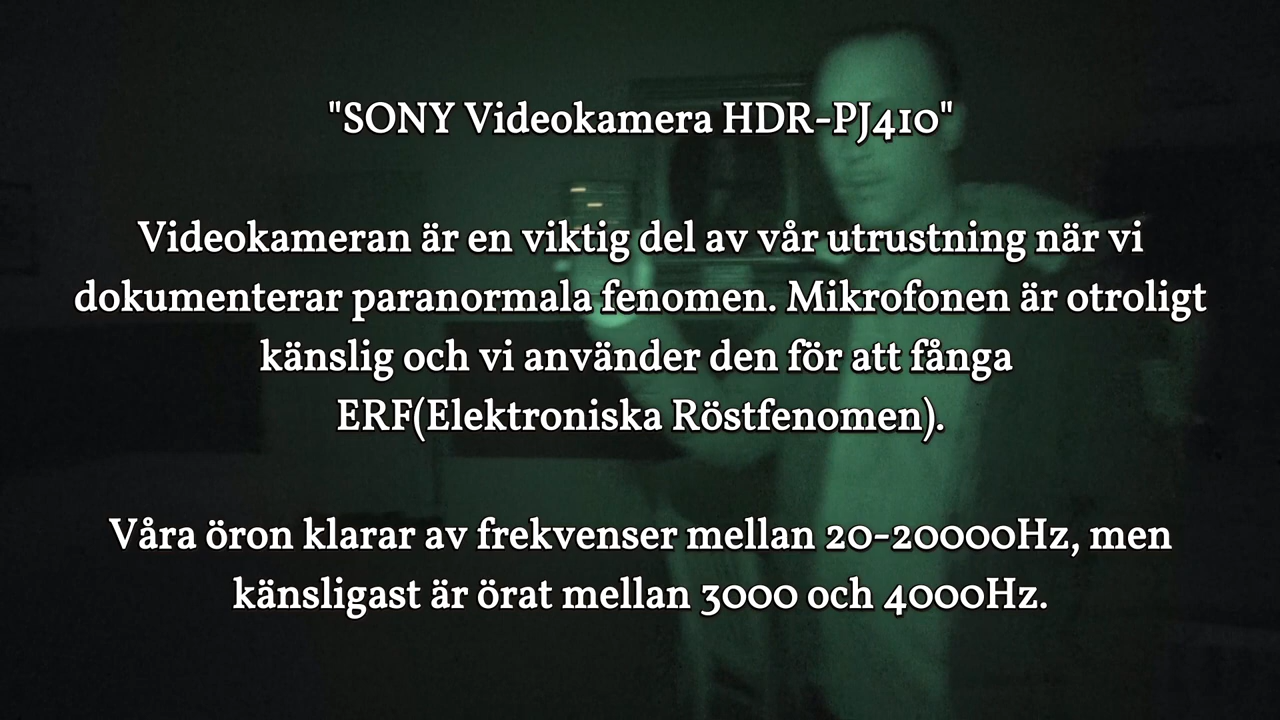 "SONY Videokamera HDR-PJ410"
Videokameran är en viktig del av vår utrustning när vi
dokumenterar paranormala fenomen. Mikrofonen är otroligt
känslig och vi använder den för att fånga
ERF(Elektroniska Röstfenomen).
Våra öron klarar av frekvenser mellan 20-20000Hz, men
känsligast är örat mellan 3000 och 4000Hz.